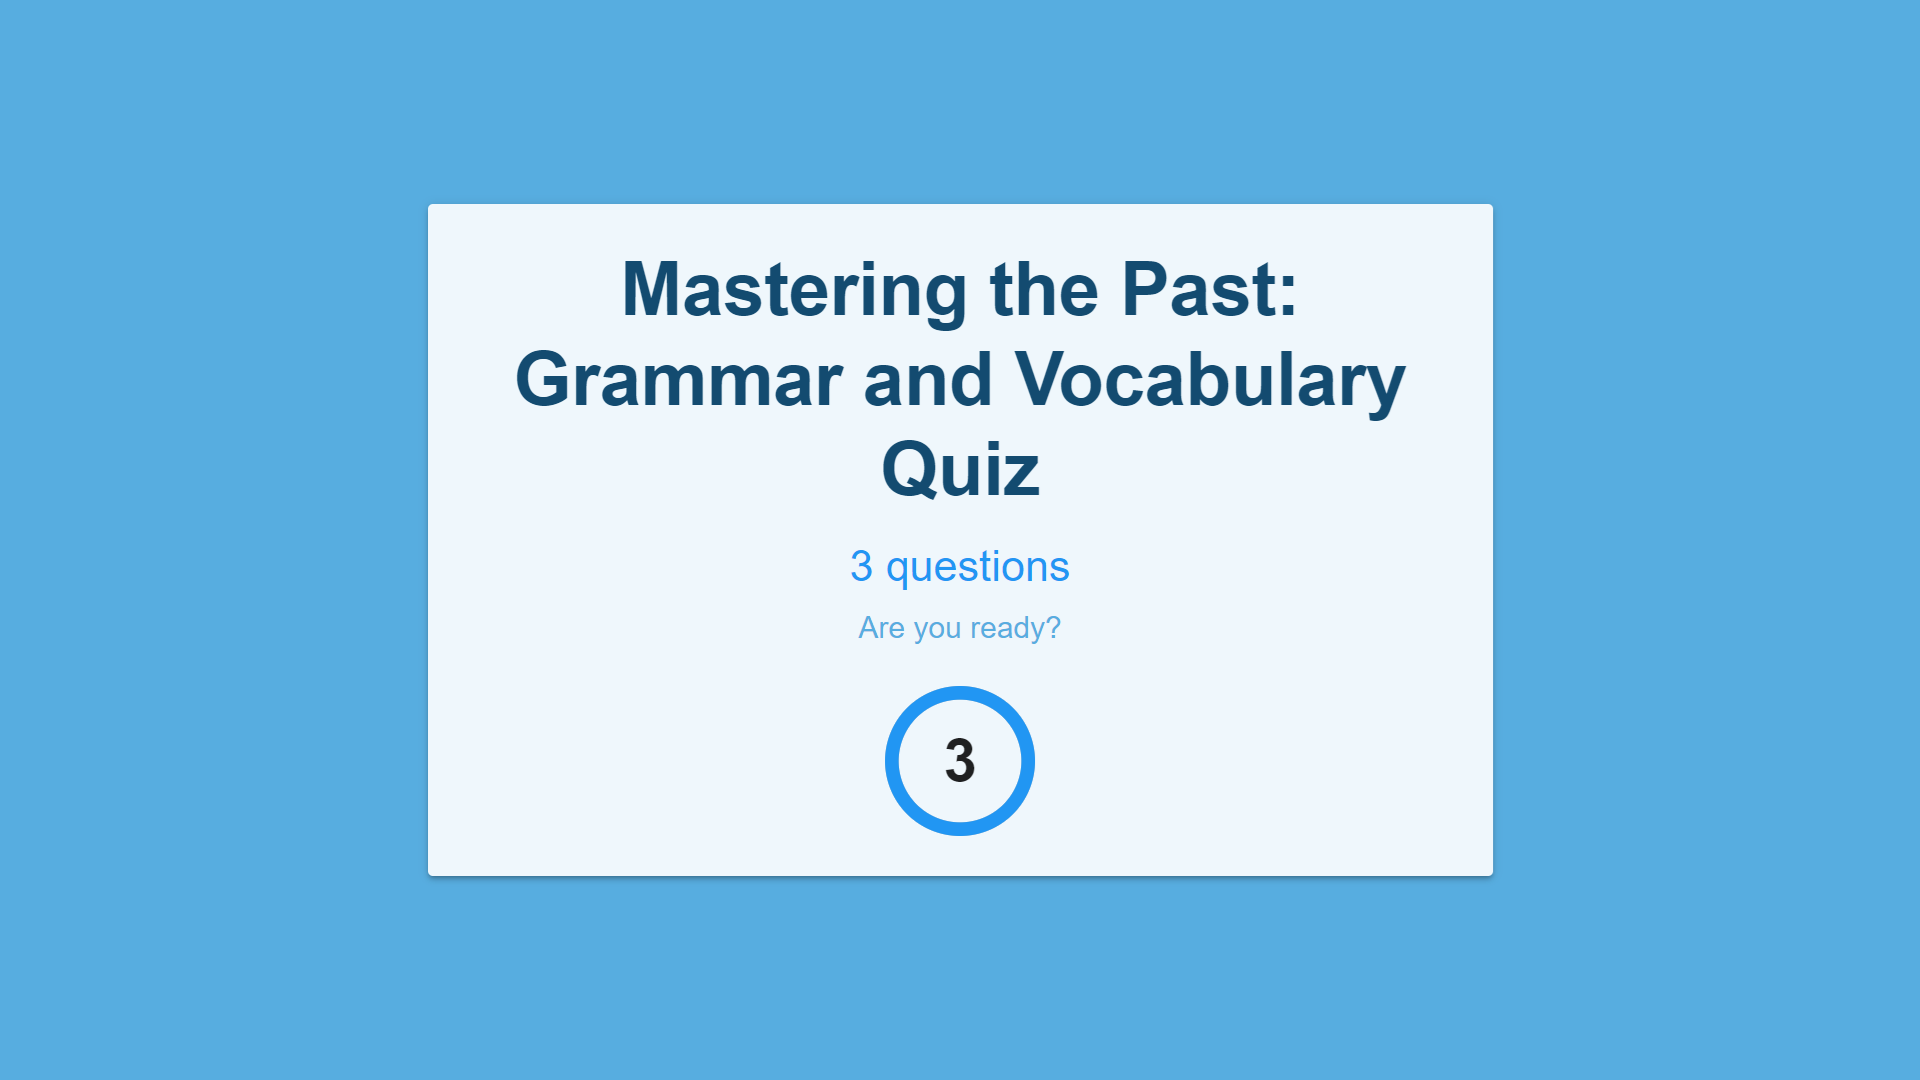 Mastering the Past:
Grammar and Vocabulary
Quiz
3 questions
Are you ready?
3